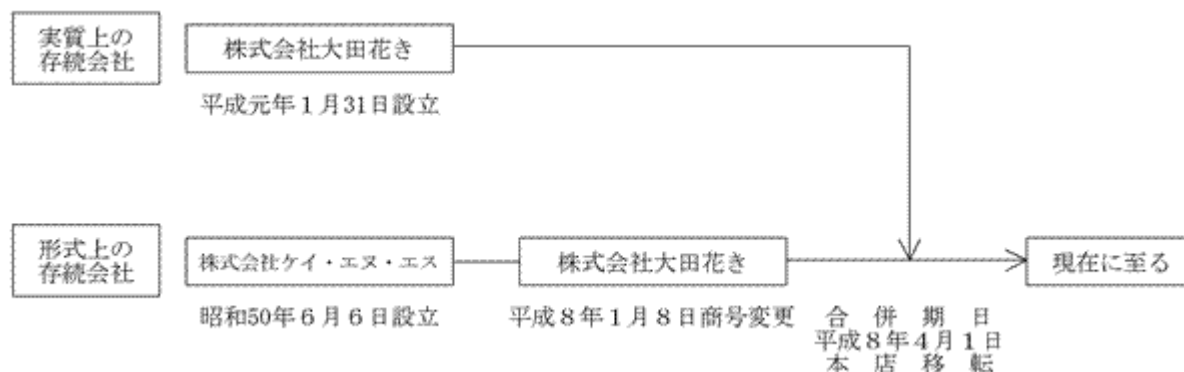 実質上の
存続会社
株式会社大田花き
平成元年1月31日設立
形式上の
存続会社
株式会社ケイ・エヌ・エス
株式会社大田花き
現在に至る
昭和50年6月6日設立
平成8年1月8日商号変更
合併期日
平成8年4月1日
本店移転